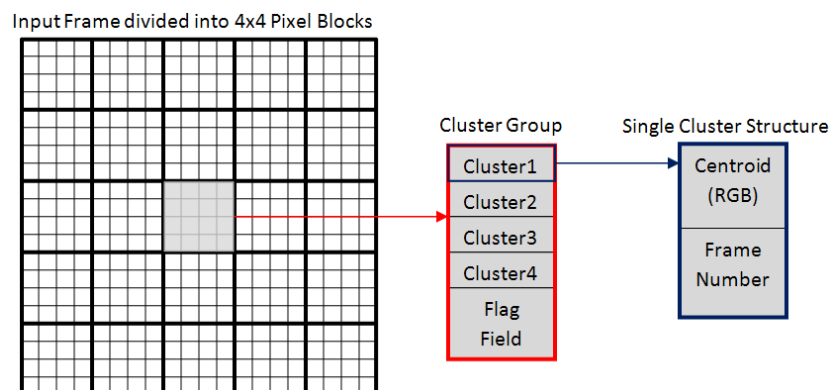 Input Frame divided into 4x4 Pixel Blocks
Cluster Group
Cluster1
Cluster2
Cluster3
Cluster4
Flag
Field
Single Cluster Structure
Centroid
(RGB)
Frame
Number